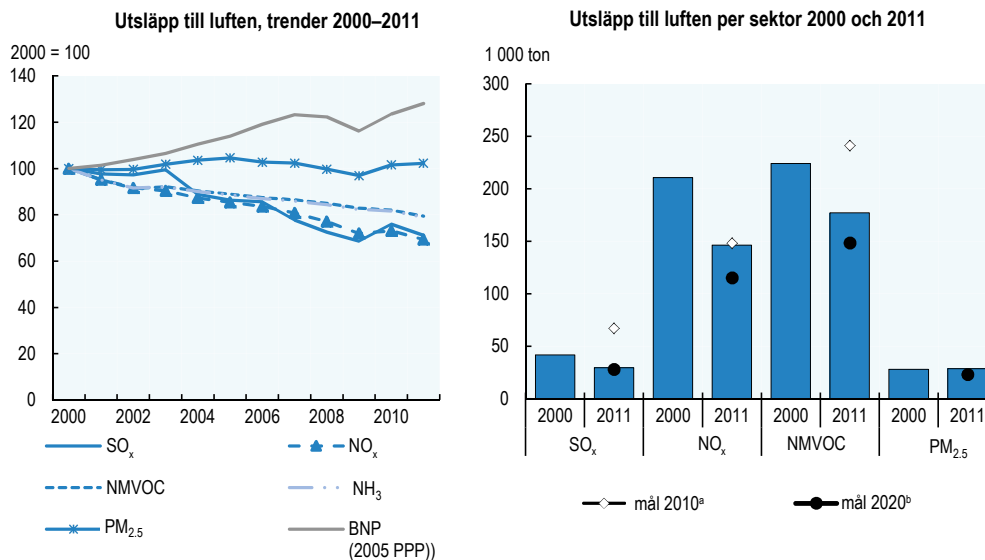 Utsläpp till luften, trender 2000–2011
2000 = 100
140
120
100
80
60
40
20
0
2000 2002 2004 2006 2008 2010
SOx NOx
NMVOC NH3
PM2.5 BNP
(2005 PPP))
Utsläpp till luften per sektor 2000 och 2011
1 000 ton
300
250
200
150
100
50
0
2000 2011 2000 2011 2000 2011 2000 2011
SOx NOx NMVOC PM2.5
mål 2010ᵃ mål 2020ᵇ